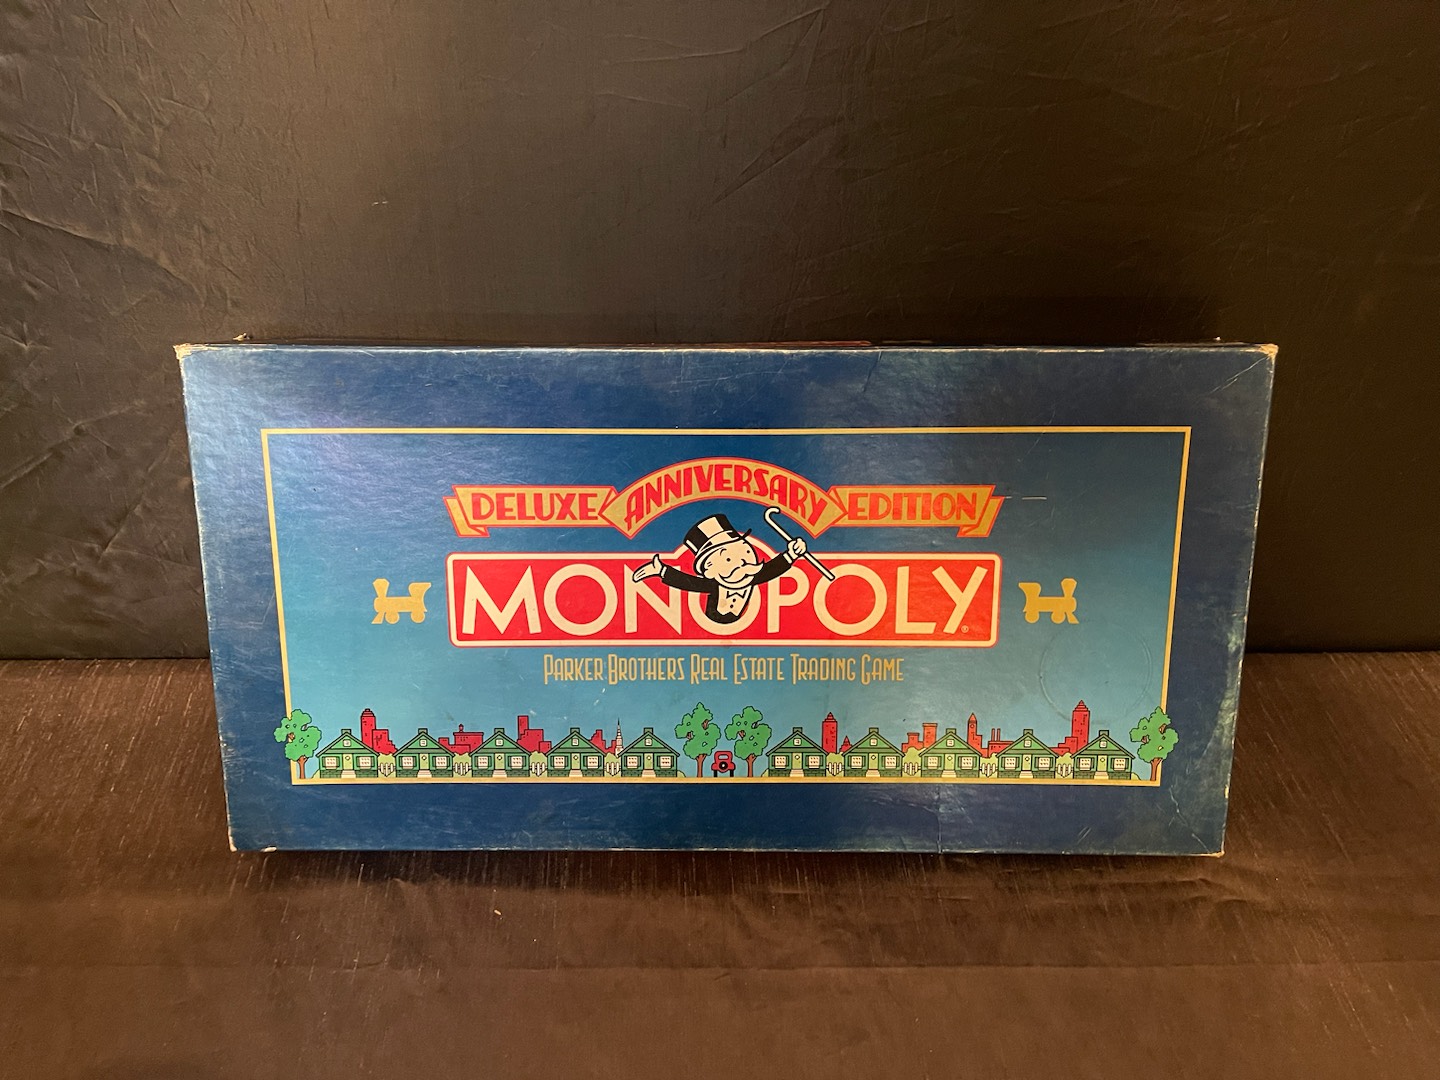 DELUXE ANNIVERSARY EDITION
MONOPOLY®
PARKER BROTHERS REAL ESTATE TRADING GAME